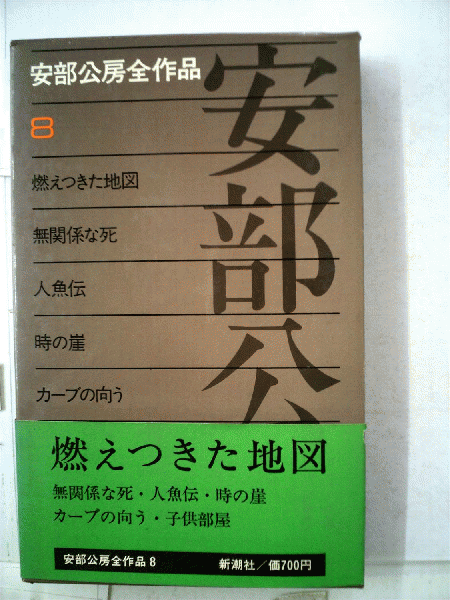 安部公房全作品
8
燃えつきた地図
無関係な死
人魚伝
時の崖
カーブの向う
安部公
燃えつきた地図
無関係な死・人魚伝・時の崖
カーブの向う・子供部屋
安部公房全作品8 新潮社/価700円